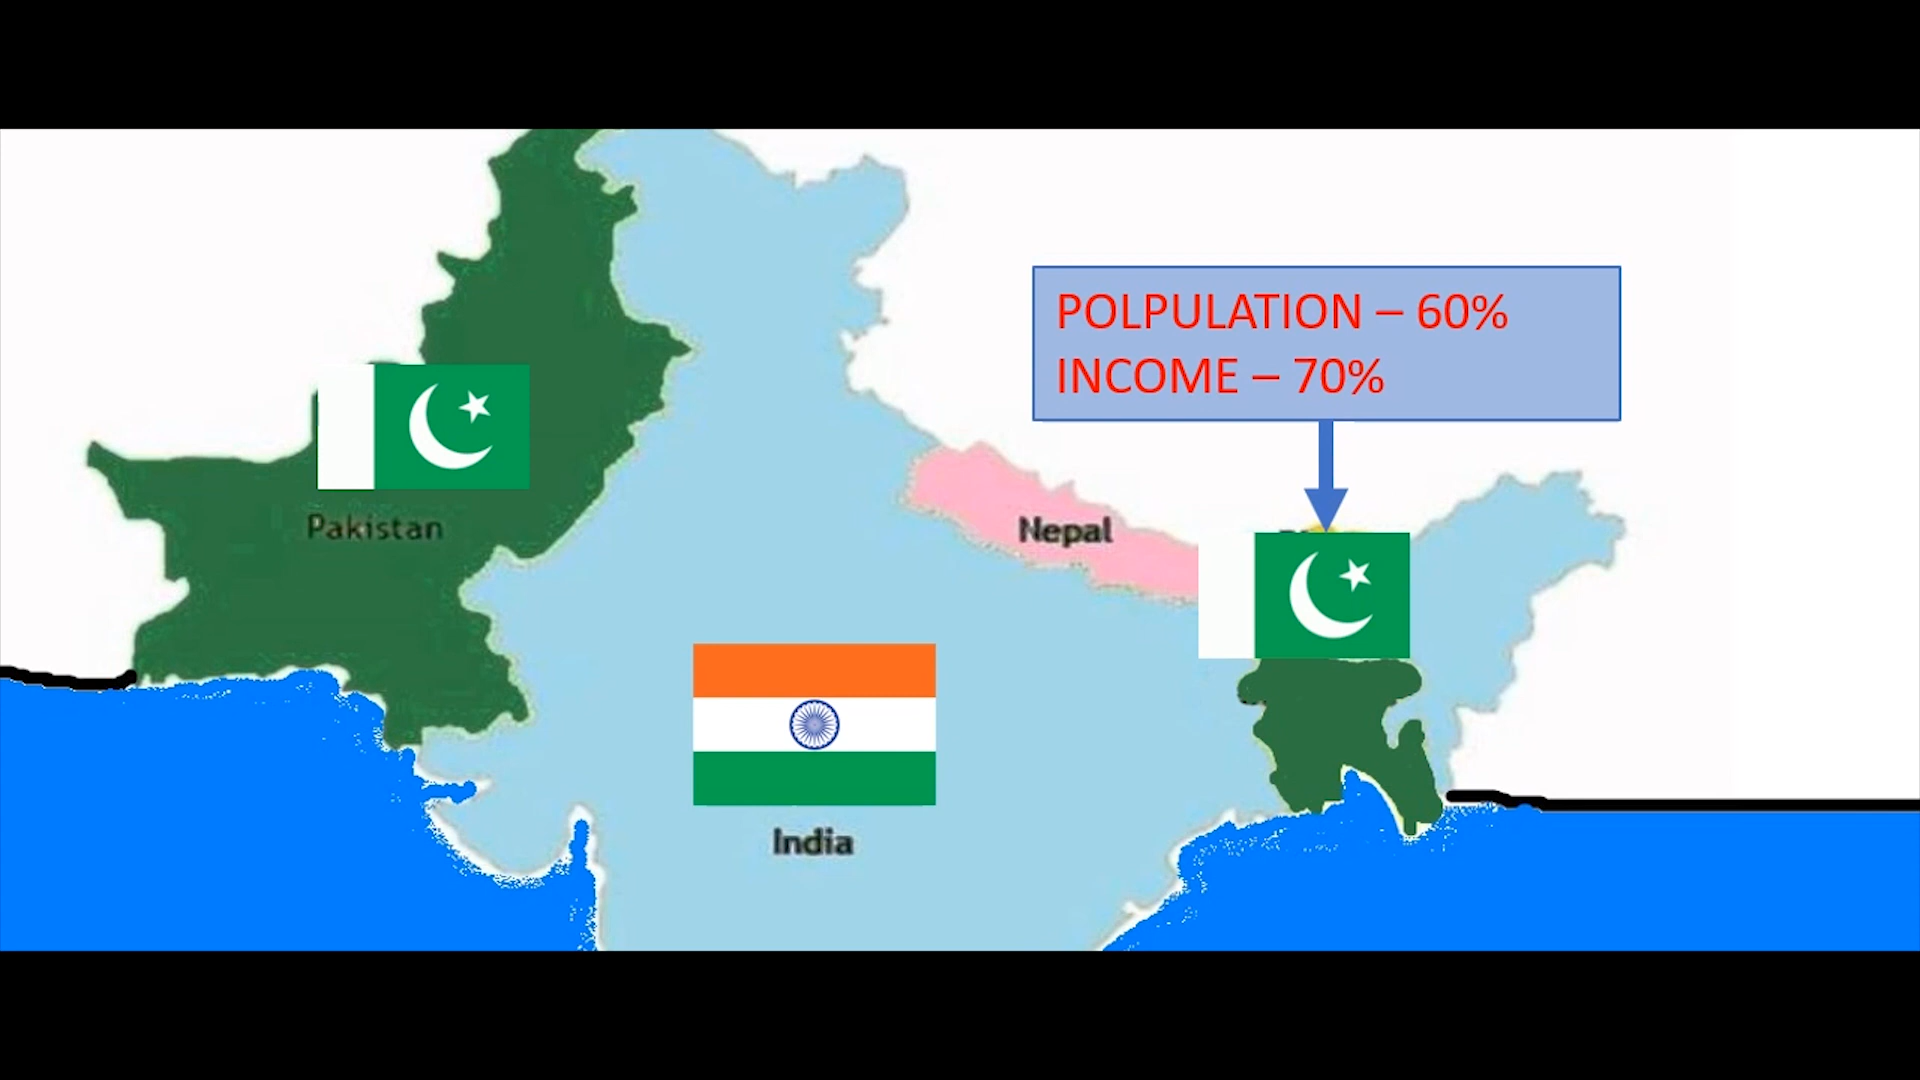 POLPULATION – 60%
INCOME – 70%
Pakistan
Nepal
India